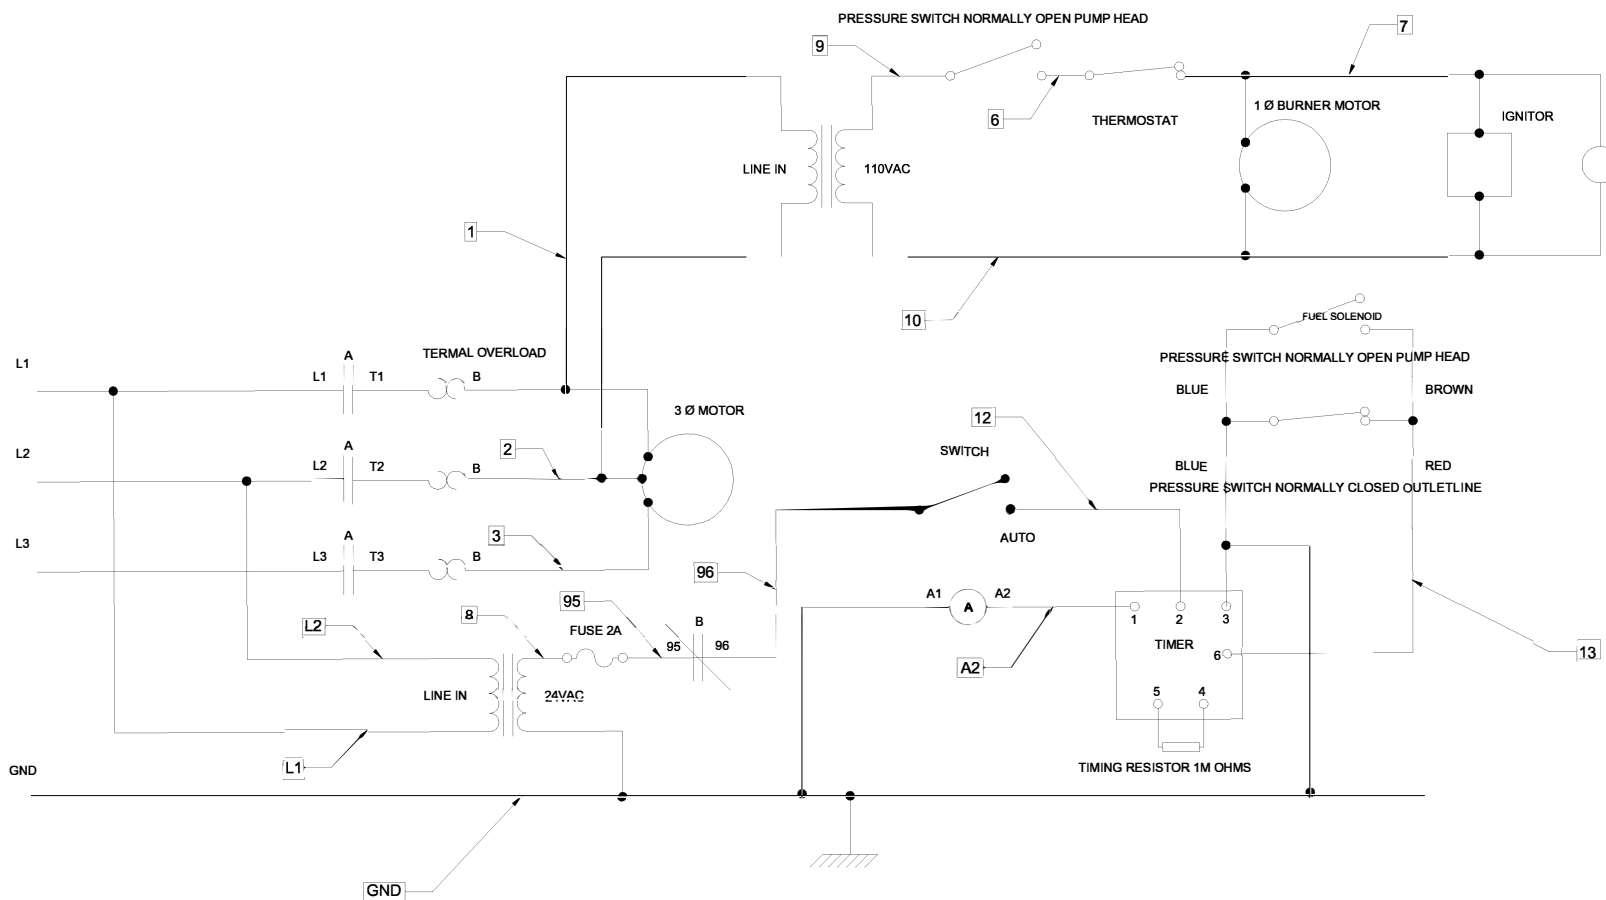 PRESSURE SWITCH NORMALLY OPEN PUMP HEAD
7
9
1 Ø BURNER MOTOR
IGNITOR
6
THERMOSTAT
LINE IN
110VAC
1
10
FUEL SOLENOID
L1
A
TERMAL OVERLOAD
PRESSURE SWITCH NORMALLY OPEN PUMP HEAD
L1
T1
B
BLUE
BROWN
3 Ø MOTOR
12
L2
A
2
SWITCH
L2
T2
B
BLUE
RED
PRESSURE SWITCH NORMALLY CLOSED OUTLETLINE
L3
A
3
AUTO
L3
T3
B
96
95
A1
A
A2
8
L2
FUSE 2A
B
1
2
3
95
96
TIMER
6
13
A2
LINE IN
24VAC
5
4
GND
L1
TIMING RESISTOR 1M OHMS
GND